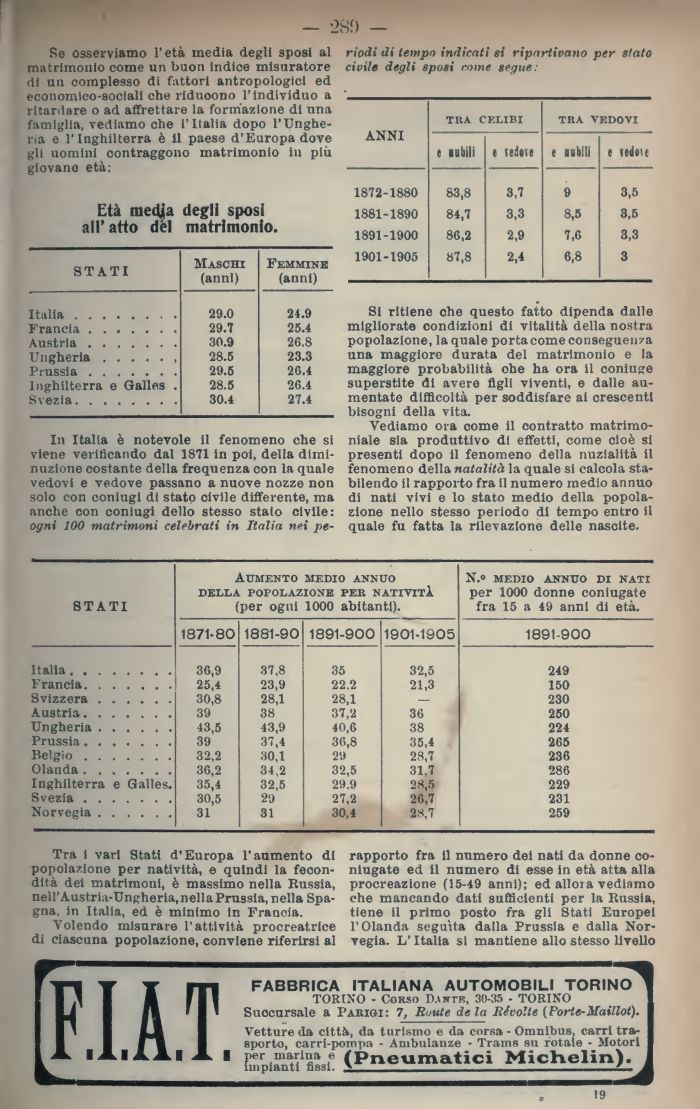 — 289 —
Se osserviamo l'età media degli sposi al
matrimonio come un buon indice misuratore
di un complesso di fattori antropologici ed
economico-sociali che riducono l'individuo a
ritardare o ad affrettare la formazione di una
famiglia, vediamo che l'Italia dopo l'Unghe-
ria e l'Inghilterra è il paese d'Europa dove
gli uomini contraggono matrimonio in più
giovane età:
Età media degli sposi
all'atto del matrimonio.
STATI MASCHI (anni) FEMMINE (anni)
Italia . . . . . . . . 29.0 24.9
Francia . . . . . . . 29.7 25.4
Austria . . . . . . . 30.9 26.8
Ungheria . . . . . . 28.5 23.3
Prussia . . . . . . . 29.5 26.4
Inghilterra e Galles . 28.5 26.4
Svezia. . . . . . . . 30.4 27.4
In Italia è notevole il fenomeno che si
viene verificando dal 1871 in poi, della dimi-
nuzione costante della frequenza con la quale
vedovi e vedove passano a nuove nozze non
solo con coniugi di stato civile differente, ma
anche con coniugi dello stesso stato civile:
ogni 100 matrimoni celebrati in Italia nei pe-
riodi di tempo indicati si ripartivano per stato
civile degli sposi come segue:
ANNI TRA CELIBI TRA VEDOVI
e nubili e vedove e nubili e vedove
1872-1880 83,8 3,7 9 3,5
1881-1890 84,7 3,3 8,5 3,5
1891-1900 86,2 2,9 7,6 3,3
1901-1905 87,8 2,4 6,8 3
Si ritiene che questo fatto dipenda dalle
migliorate condizioni di vitalità della nostra
popolazione, la quale porta come conseguenza
una maggiore durata del matrimonio e la
maggiore probabilità che ha ora il coniuge
superstite di avere figli viventi, e dalle au-
mentate difficoltà per soddisfare ai crescenti
bisogni della vita.
Vediamo ora come il contratto matrimo-
niale sia produttivo di effetti, come cioè si
presenti dopo il fenomeno della nuzialità il
fenomeno della natalità la quale si calcola sta-
bilendo il rapporto fra il numero medio annuo
di nati vivi e lo stato medio della popola-
zione nello stesso periodo di tempo entro il
quale fu fatta la rilevazione delle nascite.
STATI
AUMENTO MEDIO ANNUO
DELLA POPOLAZIONE PER NATIVITÀ
(per ogni 1000 abitanti).
N.º MEDIO ANNUO DI NATI
per 1000 donne coniugate
fra 15 a 49 anni di età.
1871-80 1881-90 1891-900 1901-1905 1891-900
Italia. . . . . . . . 36,9 37,8 35 32,5 249
Francia. . . . . . . 25,4 23,9 22.2 21,3 150
Svizzera . . . . . . 30,8 28,1 28,1 — 230
Austria. . . . . . . 39 38 37,2 36 250
Ungheria . . . . . . 43,5 43,9 40,6 38 224
Prussia . . . . . . . 39 37,4 36,8 35,4 265
Belgio . . . . . . . 32,2 30,1 29 28,7 236
Olanda . . . . . . . 36,2 34,2 32,5 31,7 286
Inghilterra e Galles. 35,4 32,5 29.9 28,5 229
Svezia . . . . . . . 30,5 29 27,2 26,7 231
Norvegia . . . . . . 31 31 30,4 28,7 259
Tra i vari Stati d'Europa l'aumento di
popolazione per natività, e quindi la fecon-
dità dei matrimoni, è massimo nella Russia,
nell'Austria-Ungheria, nella Prussia, nella Spa-
gna, in Italia, ed è minimo in Francia.
Volendo misurare l'attività procreatrice
di ciascuna popolazione, conviene riferirsi al
rapporto fra il numero dei nati da donne co-
niugate ed il numero di esse in età atta alla
procreazione (15-49 anni); ed allora vediamo
che mancando dati sufficienti per la Russia,
tiene il primo posto fra gli Stati Europei
l'Olanda seguita dalla Prussia e dalla Nor-
vegia. L'Italia si mantiene allo stesso livello
F.I.A.T.
FABBRICA ITALIANA AUTOMOBILI TORINO
TORINO - CORSO DANTE, 30-35 - TORINO
Succursale a PARIGI: 7, Route de la Révolte (Porte-Maillot).
Vetture da città, da turismo e da corsa - Omnibus, carri tra-
sporto, carri-pompa - Ambulanze - Trams su rotale - Motori
per marina e impianti fissi. (Pneumatici Michelin).
* 19